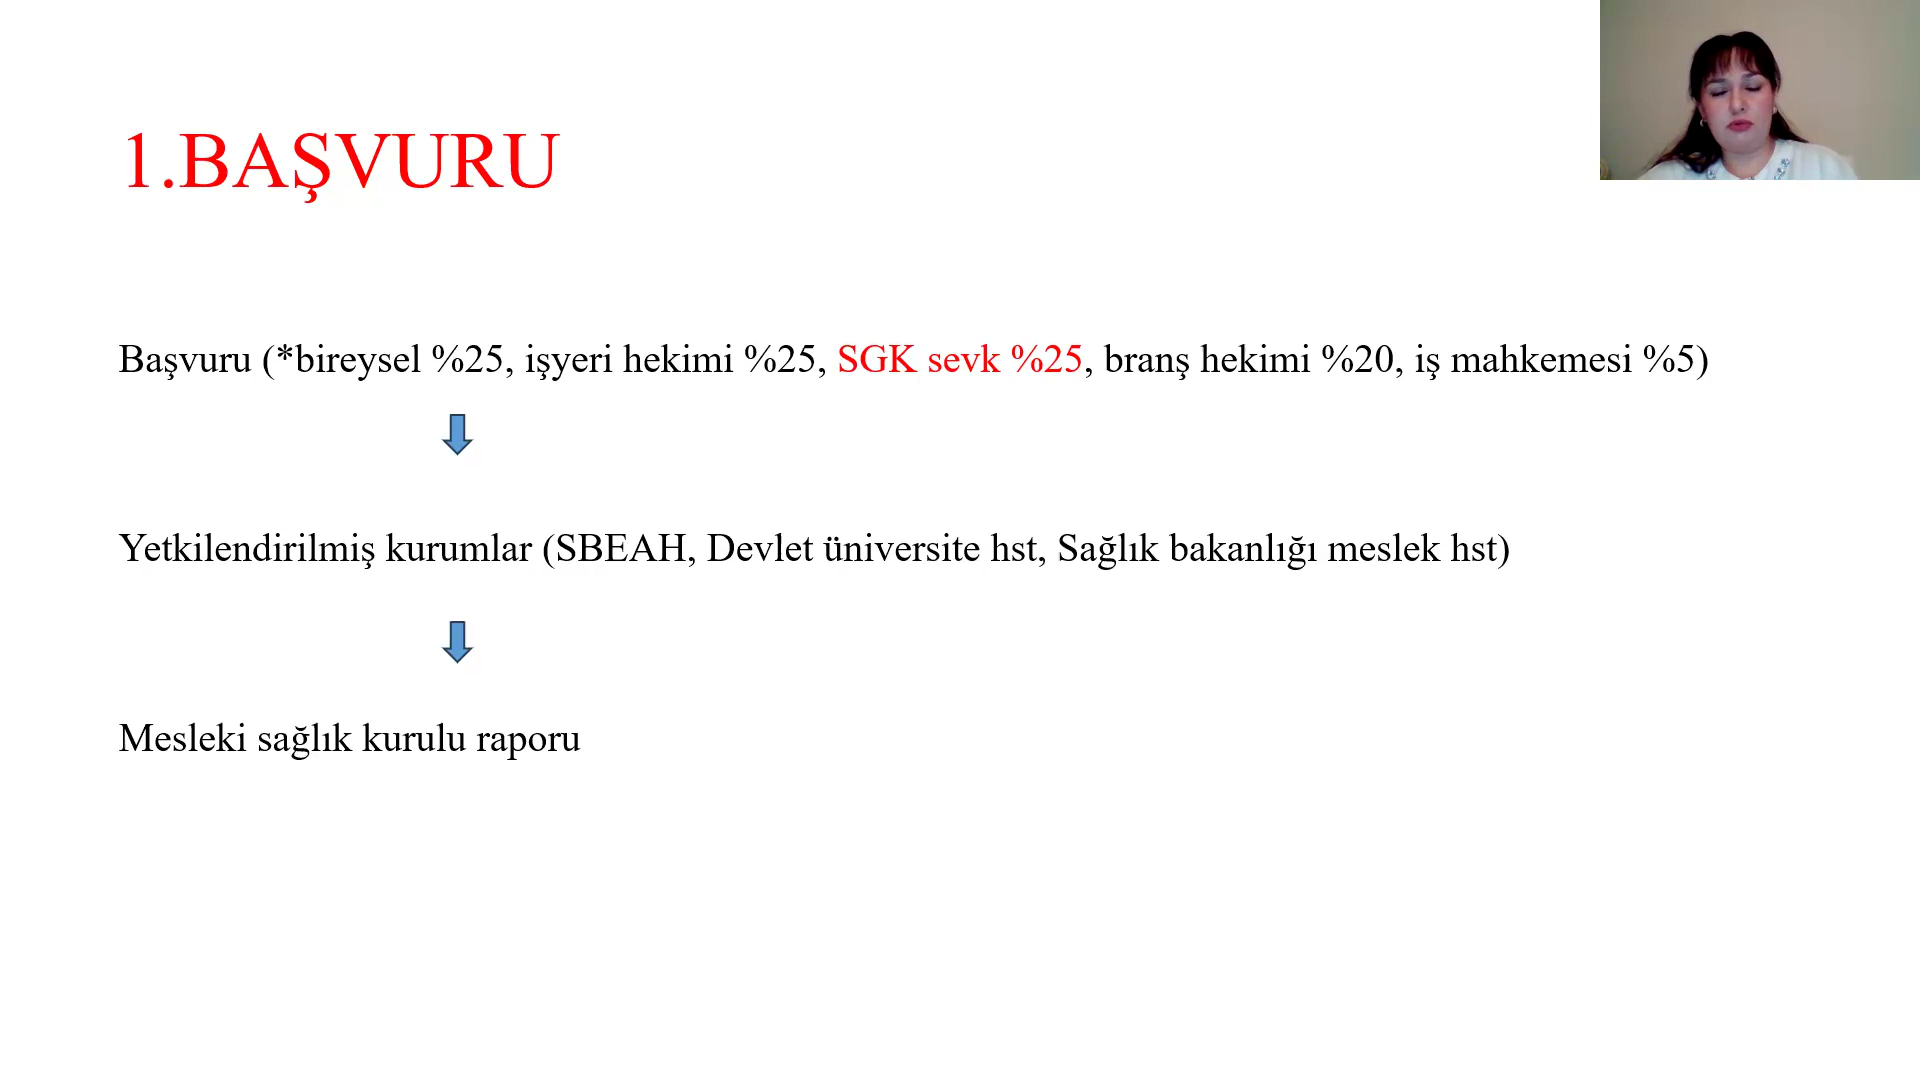 1.BAŞVURU
Başvuru (*bireysel %25, işyeri hekimi %25, SGK sevk %25, branş hekimi %20, iş mahkemesi %5)
Yetkilendirilmiş kurumlar (SBEAH, Devlet üniversite hst, Sağlık bakanlığı meslek hst)
Mesleki sağlık kurulu raporu